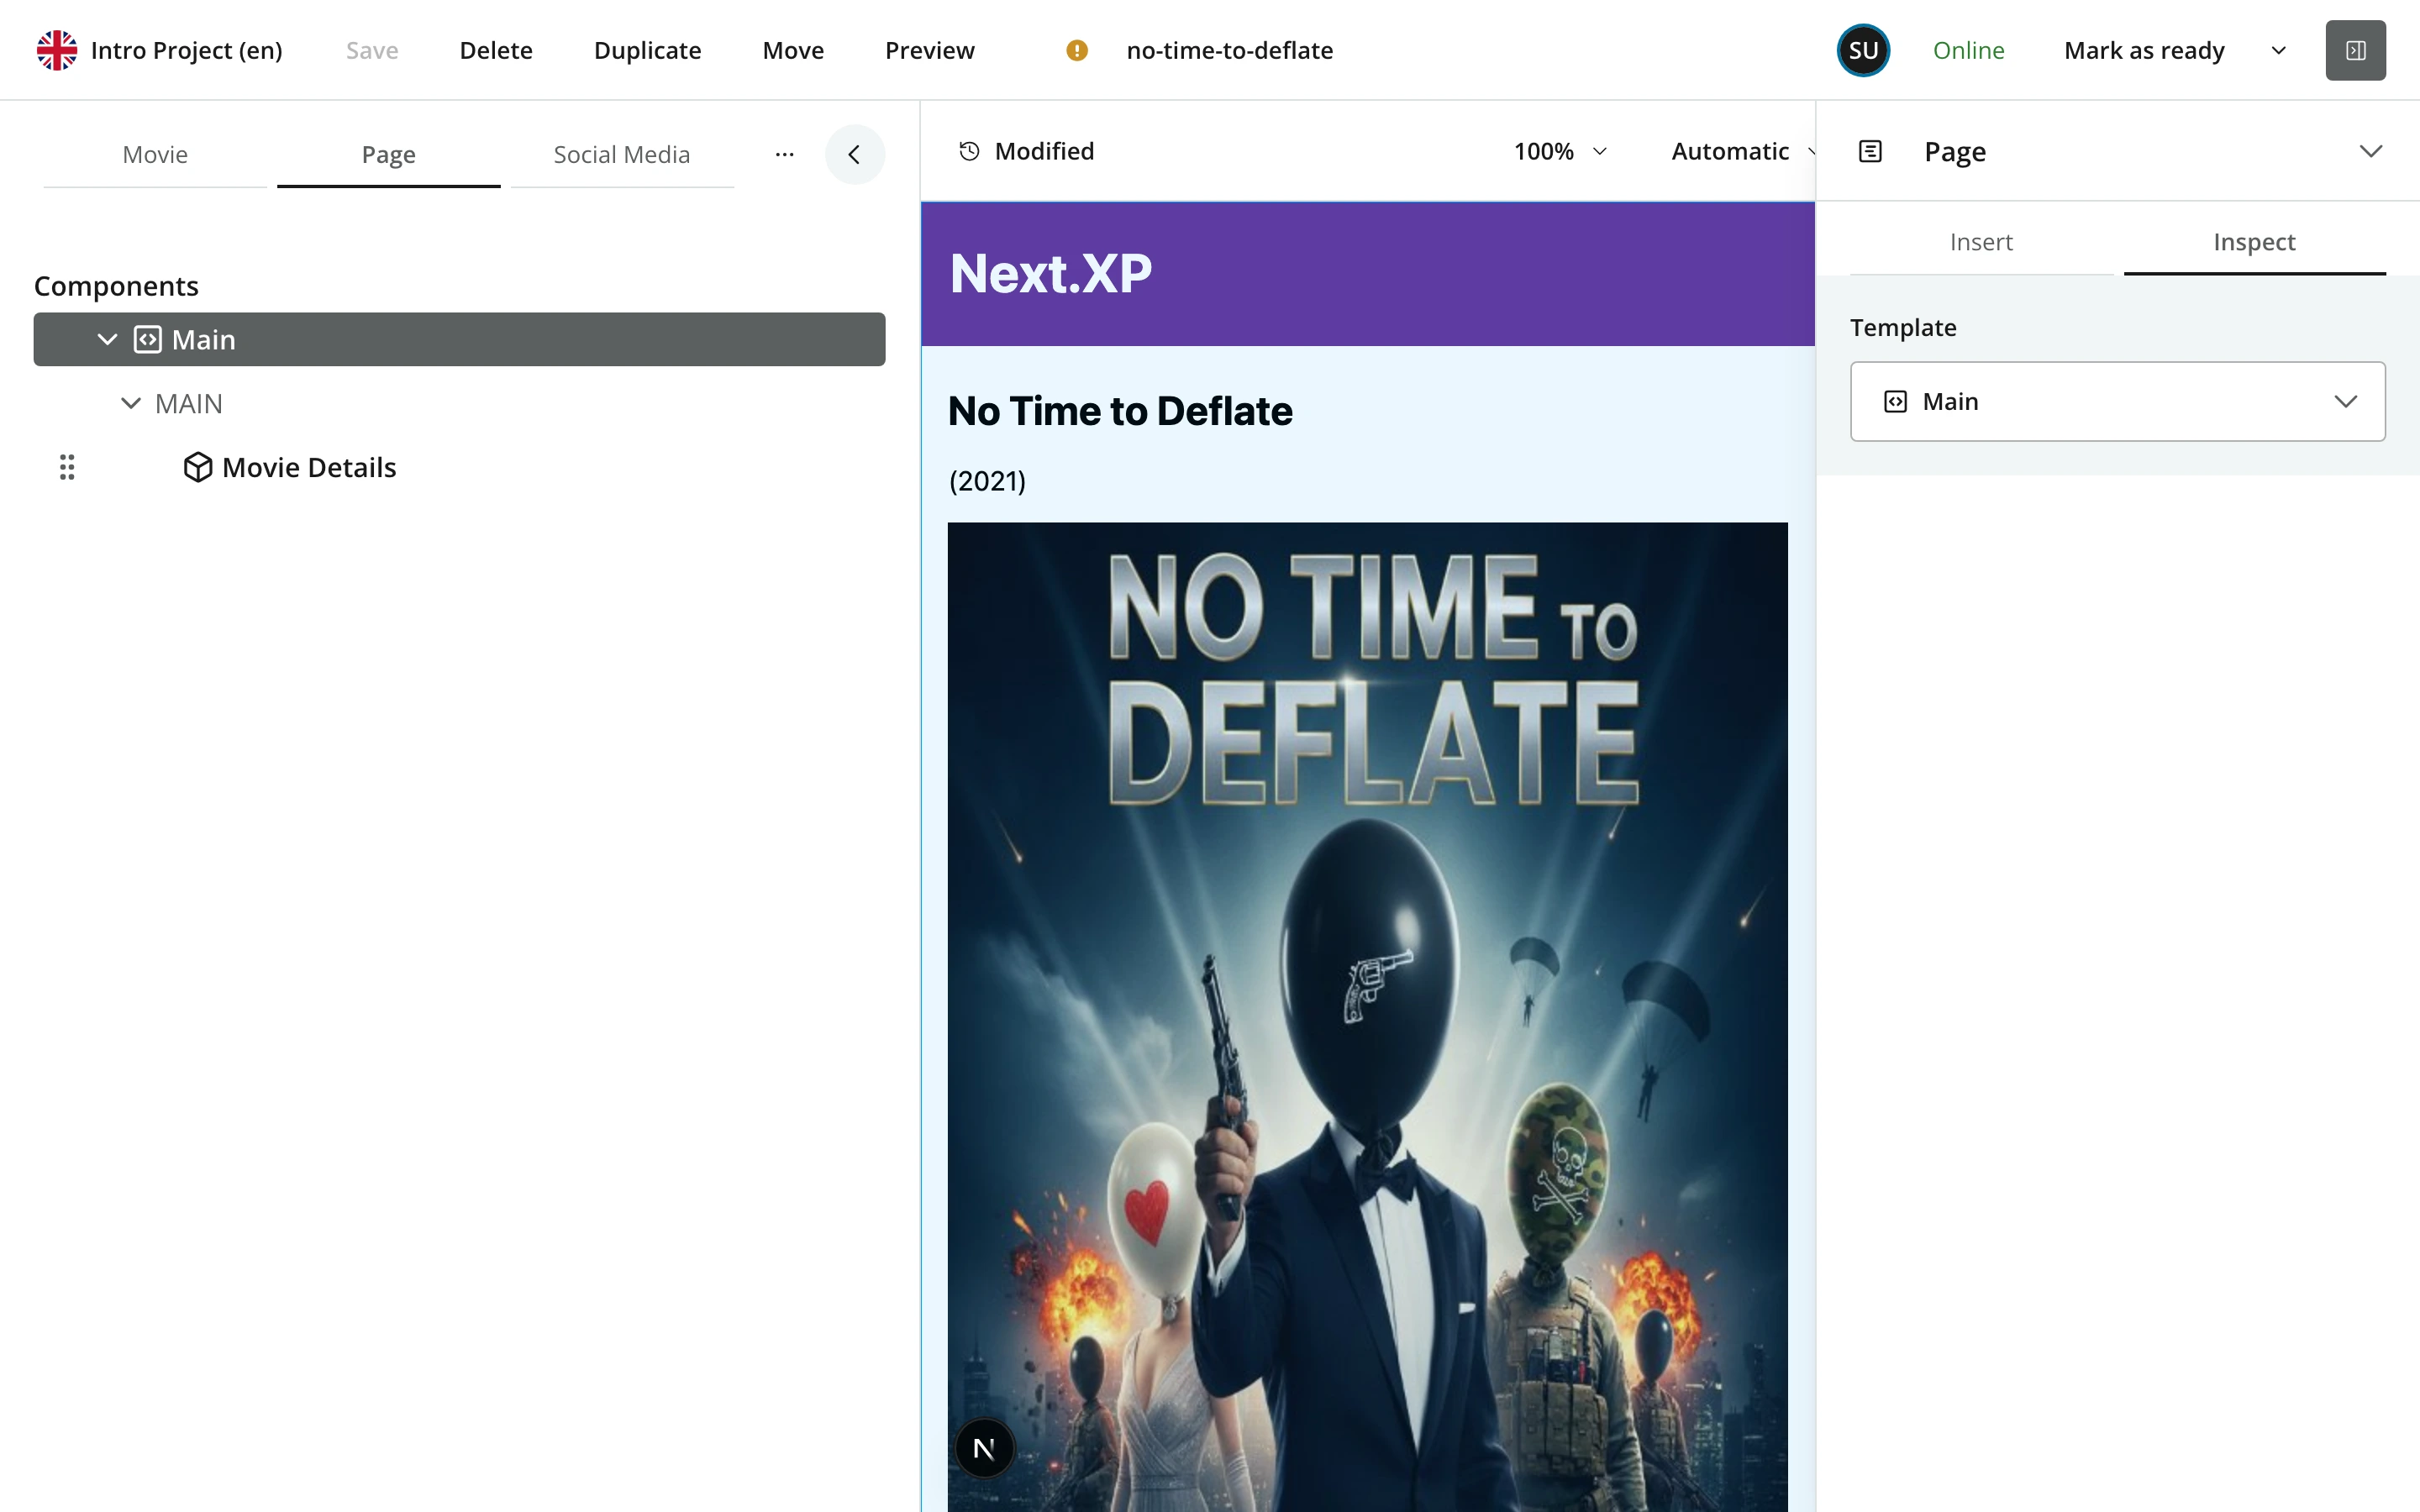 Intro Project (en) Save Delete Duplicate Move Preview no-time-to-deflate SU Online Mark as ready
Movie Page Social Media
Components
Main
MAIN
Movie Details
Modified 100% Automatic
Next.XP
No Time to Deflate
(2021)
NO TIME TO
DEFLATE
N
Page
Insert Inspect
Template
Main